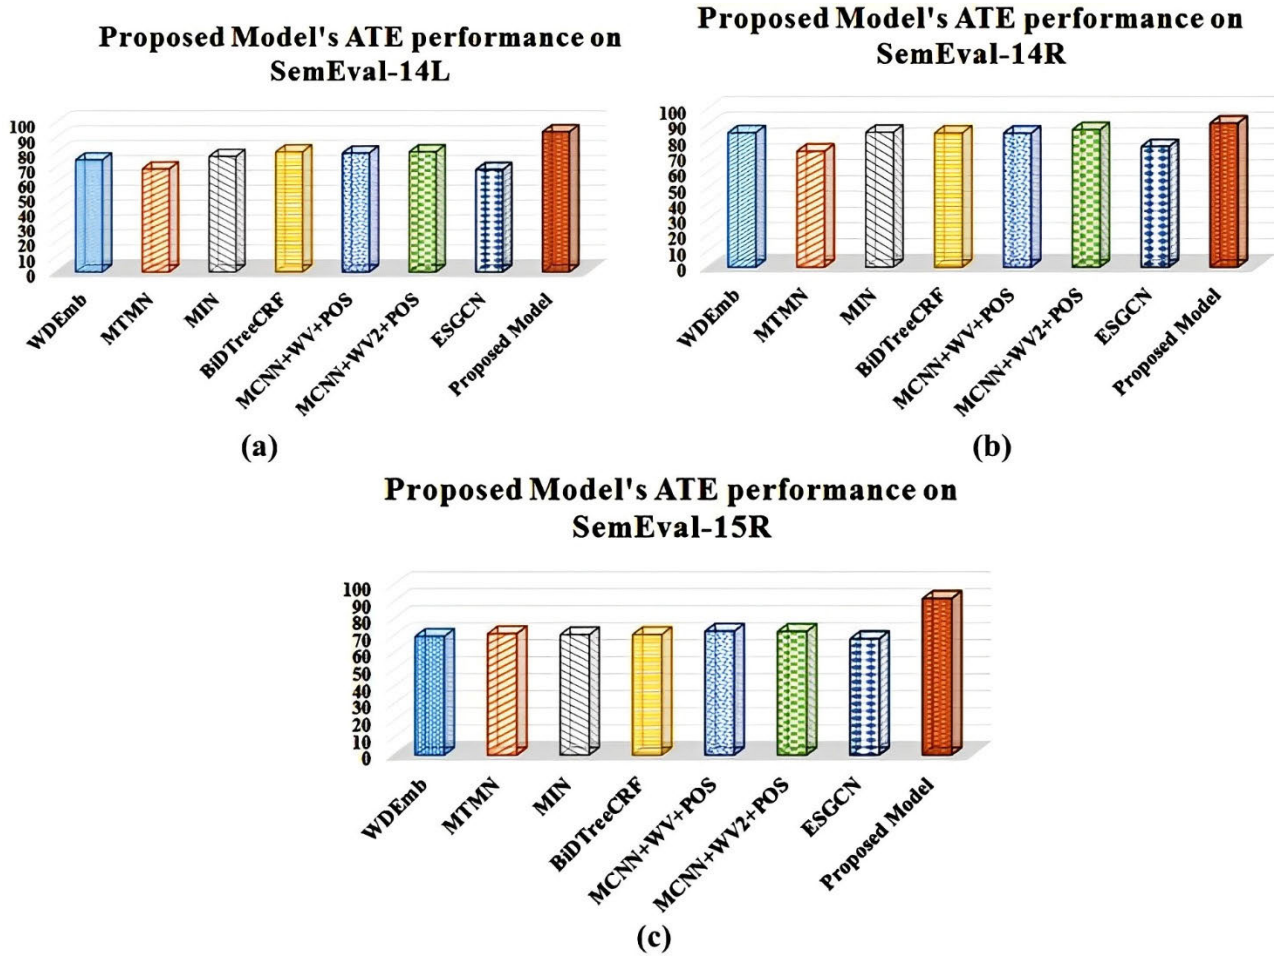 Proposed Model's ATE performance on
SemEval-14L
100
90
80
70
60
50
40
30
20
10
0
WDEmb
MTMN
MIN
BiDTreeCRF
MCNN+WV+POS
MCNN+WV2+POS
ESGCN
Proposed Model
(a)
Proposed Model's ATE performance on
SemEval-14R
100
90
80
70
60
50
40
30
20
10
0
WDEmb
MTMN
MIN
BiDTreeCRF
MCNN+WV+POS
MCNN+WV2+POS
ESGCN
Proposed Model
(b)
Proposed Model's ATE performance on
SemEval-15R
100
90
80
70
60
50
40
30
20
10
0
WDEmb
MTMN
MIN
BiDTreeCRF
MCNN+WV+POS
MCNN+WV2+POS
ESGCN
Proposed Model
(c)